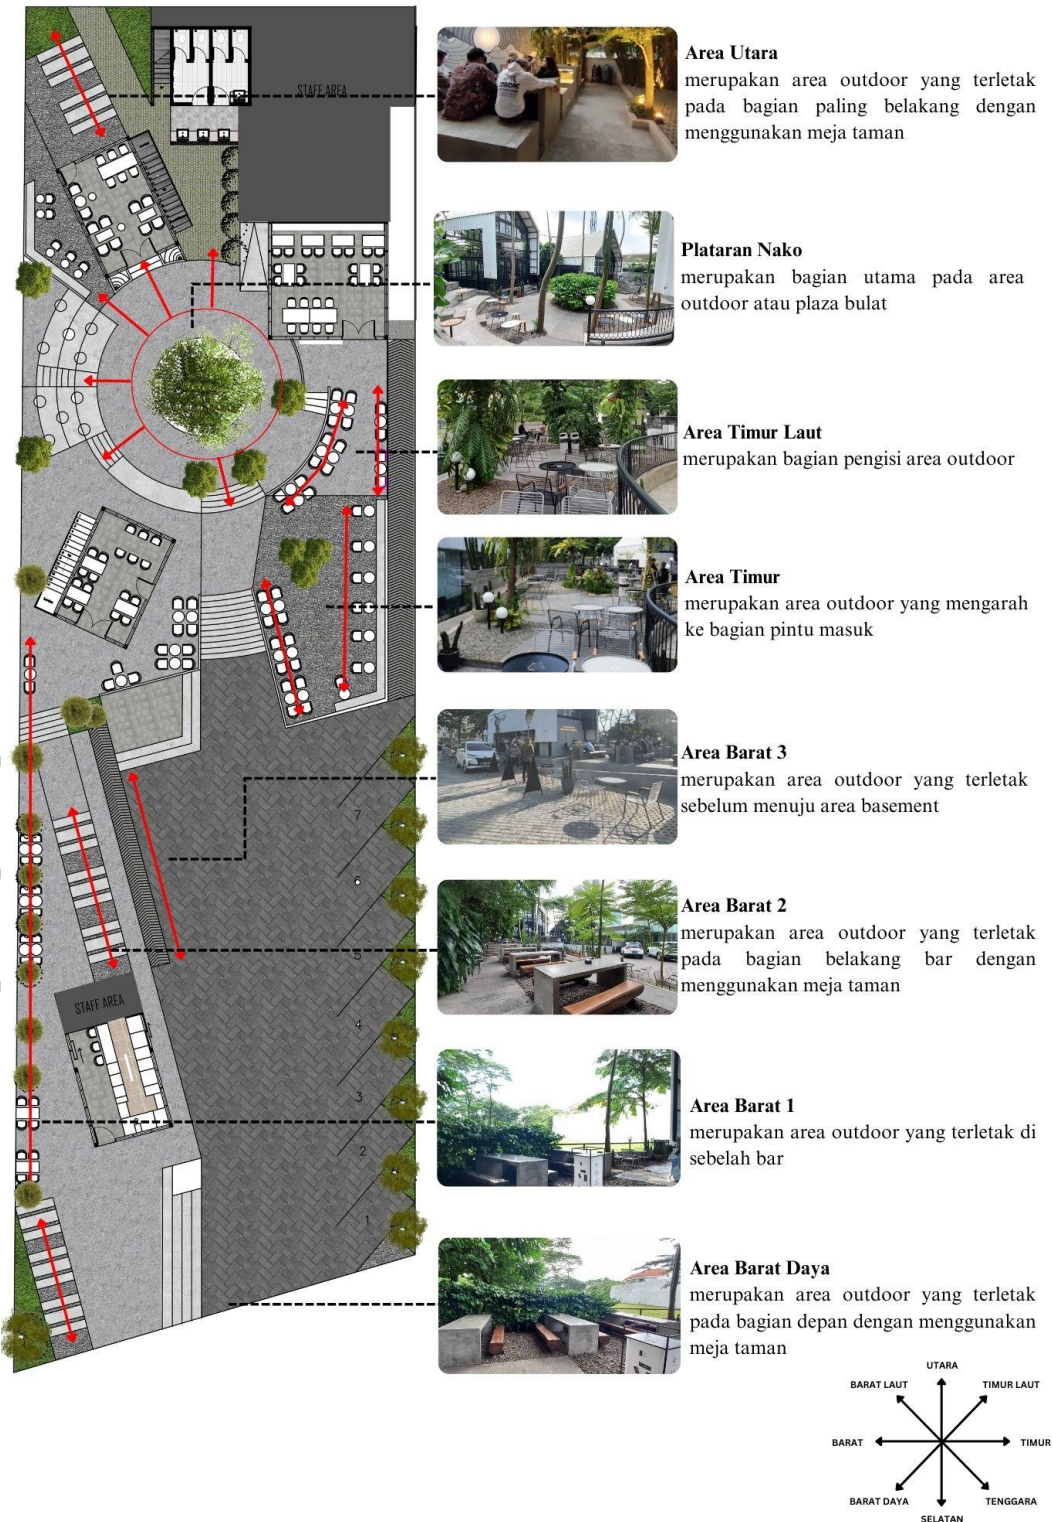 STAFF AREA
Area Utara
merupakan area outdoor yang terletak
pada bagian paling belakang dengan
menggunakan meja taman
Plataran Nako
merupakan bagian utama pada area
outdoor atau plaza bulat
Area Timur Laut
merupakan bagian pengisi area outdoor
Area Timur
merupakan area outdoor yang mengarah
ke bagian pintu masuk
Area Barat 3
merupakan area outdoor yang terletak
sebelum menuju area basement
7
6
5
4
3
2
1
Area Barat 2
merupakan area outdoor yang terletak
pada bagian belakang bar dengan
menggunakan meja taman
STAFF AREA
Area Barat 1
merupakan area outdoor yang terletak di
sebelah bar
Area Barat Daya
merupakan area outdoor yang terletak
pada bagian depan dengan menggunakan
meja taman
UTARA
BARAT LAUT
TIMUR LAUT
BARAT
TIMUR
BARAT DAYA
TENGGARA
SELATAN